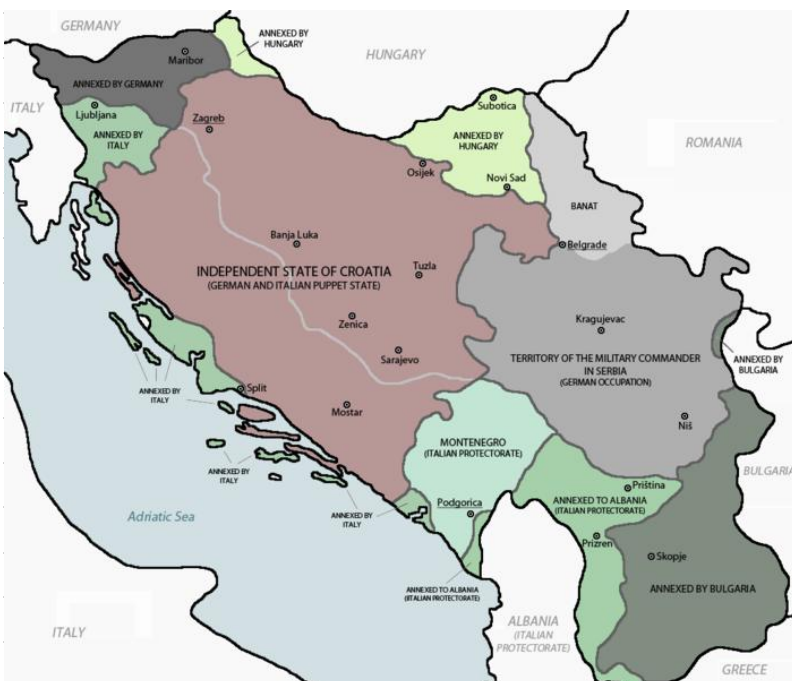 GERMANY
ANNEXED BY
HUNGARY
HUNGARY
Maribor
ANNEXED BY GERMANY
ITALY
Ljubljana
ANNEXED BY
ITALY
Zagreb
Subotica
ANNEXED BY
HUNGARY
ROMANIA
Osijek
Novi Sad
BANAT
Banja Luka
Belgrade
INDEPENDENT STATE OF CROATIA
(GERMAN AND ITALIAN PUPPET STATE)
Tuzla
Zenica
Kragujevac
Sarajevo
TERRITORY OF THE MILITARY COMMANDER
IN SERBIA
(GERMAN OCCUPATION)
ANNEXED BY
BULGARIA
ANNEXED BY
ITALY
Split
Mostar
Niš
MONTENEGRO
(ITALIAN PROTECTORATE)
ANNEXED BY
ITALY
BULGARIA
Priština
ANNEXED TO ALBANIA
(ITALIAN PROTECTORATE)
Podgorica
Adriatic Sea
ANNEXED BY
ITALY
Prizren
Skopje
ANNEXED TO ALBANIA
(IITALIAN PROTECTORATE)
ANNEXED BY BULGARIA
ITALY
ALBANIA
(ITALIAN
PROTECTORATE)
GREECE